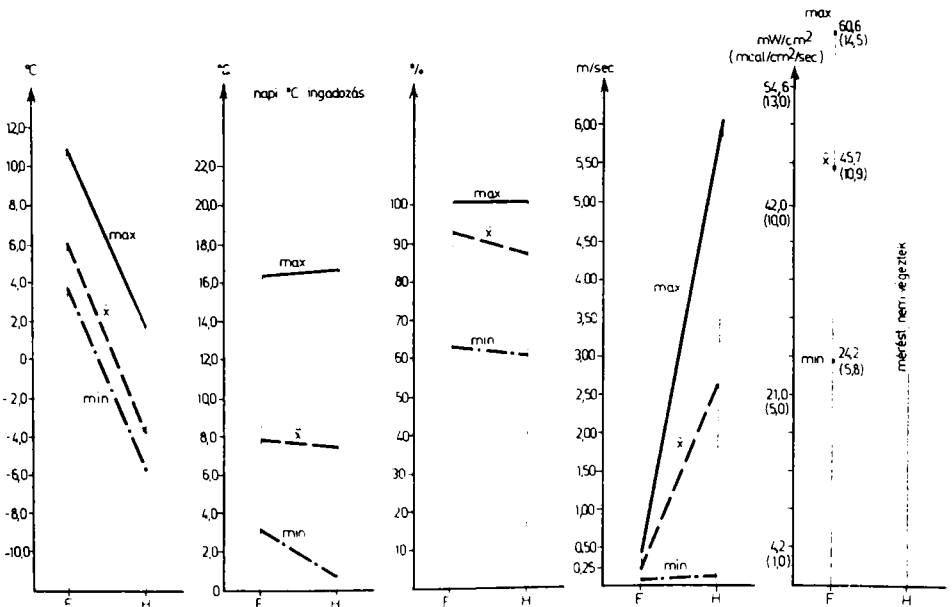 °C
12,0
10,0
8,0
6,0
4,0
2,0
0
-2,0
-4,0
-6,0
-8,0
-10,0
max
x̄
min
F
H
°C
napi °C ingadozás
22,0
20,0
18,0
16,0
14,0
12,0
10,0
8,0
6,0
4,0
2,0
0
max
x̄
min
F
H
%
100
90
80
70
60
50
40
30
20
10
max
x̄
min
F
H
m/sec
6,00
5,50
5,00
4,50
4,00
3,50
3,00
2,50
2,00
1,50
1,00
0,50
0,25
max
x̄
min
F
H
mW/cm²
(mcal/cm²/sec)
54,6
(13,0)
42,0
(10,0)
21,0
(5,0)
4,2
(1,0)
max
60,6
(14,5)
x̄
45,7
(10,9)
min
24,2
(5,8)
mérést nem végeztek
F
H